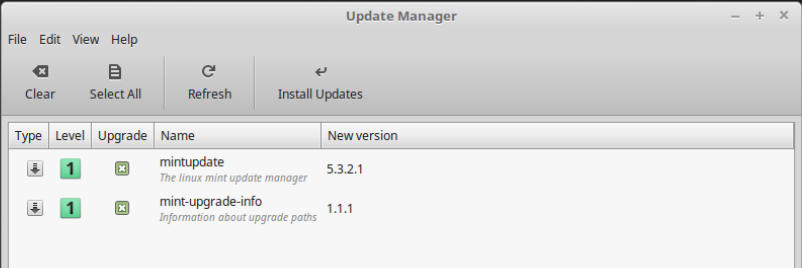 Update Manager
File Edit View Help
Clear Select All Refresh Install Updates
Type Level Upgrade Name New version
1 mintupdate 5.3.2.1
The linux mint update manager
1 mint-upgrade-info 1.1.1
Information about upgrade paths